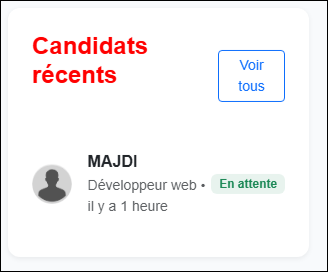 Candidats
récents
Voir
tous
MAJDI
Développeur web •
En attente
il y a 1 heure